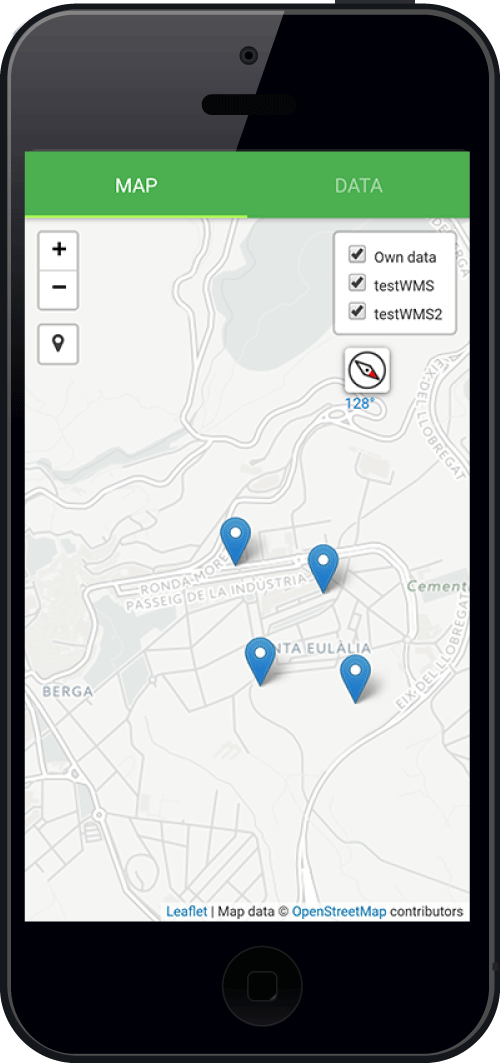 MAP DATA
+
−
Own data
testWMS
testWMS2
128°
EIX DEL LLOBREGAT
RONDA MORE
PASSEIG DE LA INDÚSTRIA
Cement
NTA EULÀLIA
BERGA
EIX DEL LLOBREGAT
Leaflet | Map data © OpenStreetMap contributors